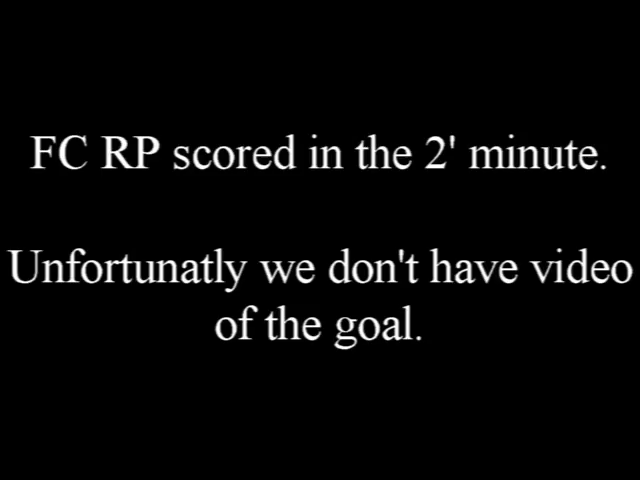 FC RP scored in the 2' minute.
Unfortunatly we don't have video
of the goal.